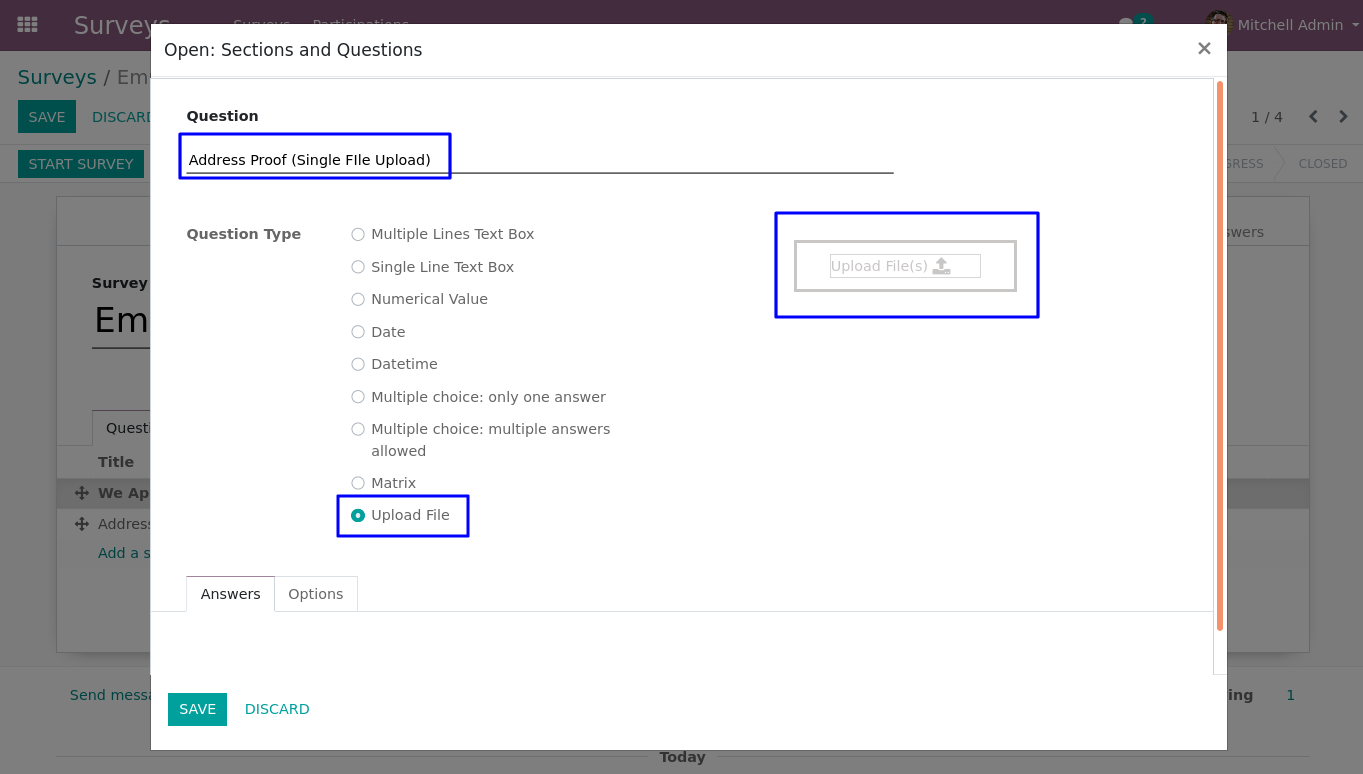 Surveys
Surveys Participations
2
Mitchell Admin
Open: Sections and Questions
×
Surveys / Em
SAVE
DISCARD
1 / 4
START SURVEY
GRESS
CLOSED
Question
Address Proof (Single FIle Upload)
Question Type
Multiple Lines Text Box
Single Line Text Box
Numerical Value
Date
Datetime
Multiple choice: only one answer
Multiple choice: multiple answers
allowed
Matrix
Upload File
Upload File(s)
swers
Survey
Em
Questi
Title
We Ap
Address
Add a s
Answers
Options
SAVE
DISCARD
Send messa
ing
1
Today